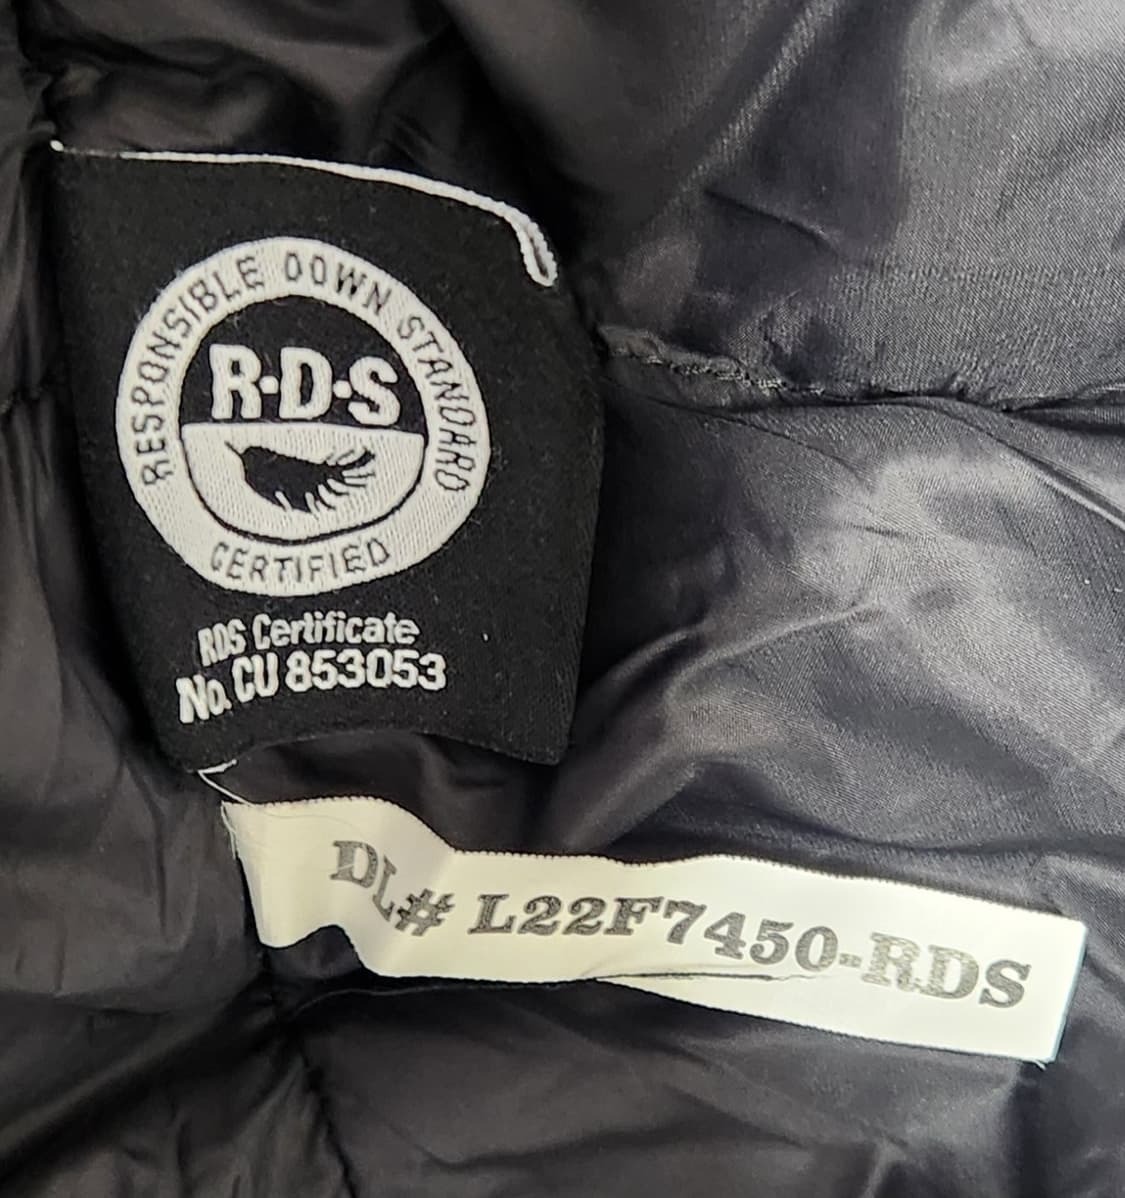 RESPONSIBLE DOWN STANDARD
R·D·S
CERTIFIED
RDS Certificate
No. CU 853053
DL# L22F7450-RDS